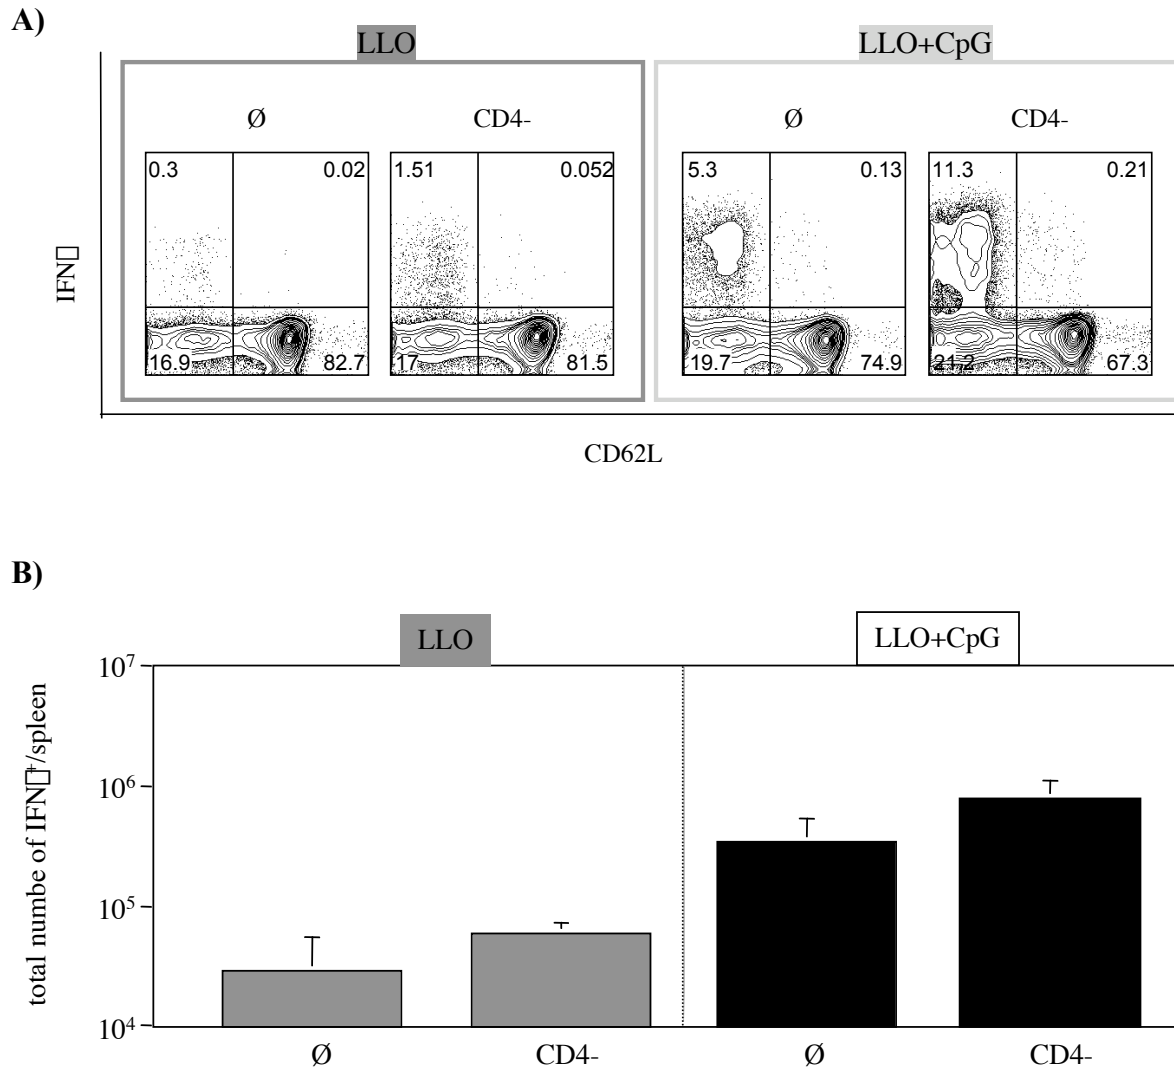 A)
LLO
LLO+CpG
Ø
CD4-
Ø
CD4-
0.3
0.02
1.51
0.052
5.3
0.13
11.3
0.21
IFN□
16.9
82.7
17
81.5
19.7
74.9
21.2
67.3
CD62L
B)
LLO
LLO+CpG
total numbe of IFN□⁺/spleen
10⁷
10⁶
10⁵
10⁴
Ø
CD4-
Ø
CD4-